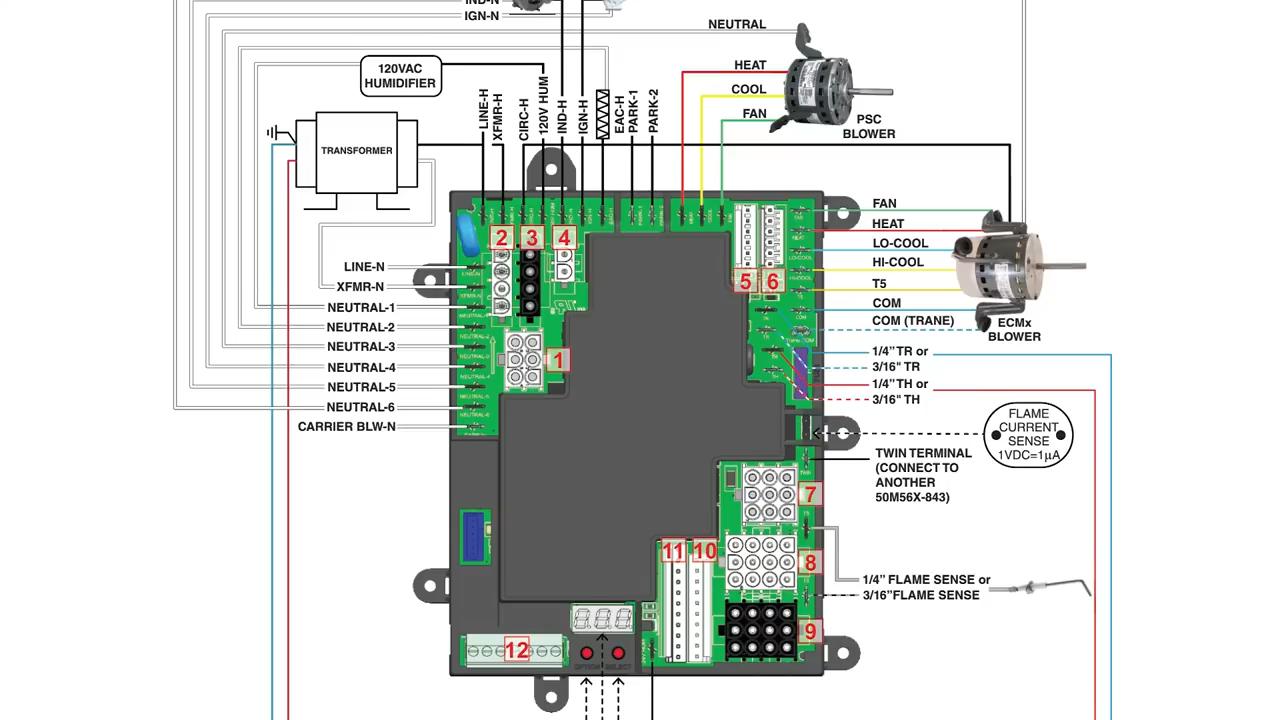 IND-N
IGN-N
NEUTRAL
120VAC
HUMIDIFIER
HEAT
COOL
FAN
PSC
BLOWER
LINE-H
XFMR-H
CIRC-H
120V HUM
IND-H
IGN-H
EAC-H
PARK-1
PARK-2
TRANSFORMER
FAN
HEAT
LO-COOL
HI-COOL
T5
COM
COM (TRANE)
ECMx
BLOWER
2
3
4
5
6
LINE-N
XFMR-N
NEUTRAL-1
NEUTRAL-2
NEUTRAL-3
NEUTRAL-4
NEUTRAL-5
NEUTRAL-6
CARRIER BLW-N
1
1/4” TR or
3/16" TR
1/4” TH or
3/16" TH
FLAME
CURRENT
SENSE
1VDC=1µA
TWIN TERMINAL
(CONNECT TO
ANOTHER
50M56X-843)
TWIN
7
8
9
11
10
1/4” FLAME SENSE or
3/16”FLAME SENSE
12
OPTION
SELECT